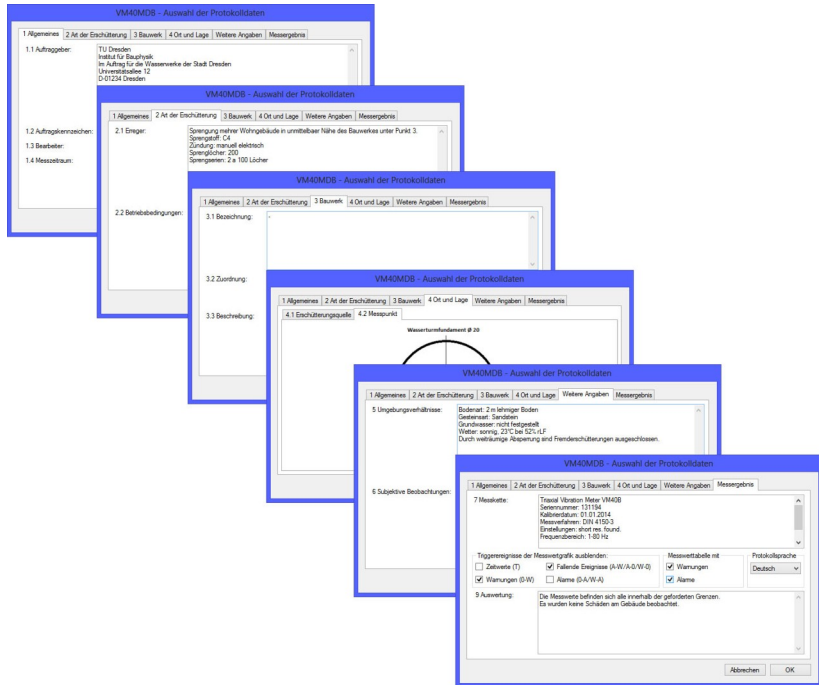 VM40MDB - Auswahl der Protokolldaten
1 Allgemeines 2 Art der Erschütterung 3 Bauwerk 4 Ort und Lage Weitere Angaben Messergebnis
1.1 Auftraggeber: TU Dresden
Institut für Bauphysik
Im Auftrag für die Wasserwerke der Stadt Dresden
Universitätsallee 12
D-01234 Dresden
1.2 Auftragskennzeichen:
1.3 Bearbeiter:
1.4 Messzeitraum:
VM40MDB - Auswahl der Protokolldaten
1 Allgemeines 2 Art der Erschütterung 3 Bauwerk 4 Ort und Lage Weitere Angaben Messergebnis
2.1 Erreger: Sprengung mehrer Wohngebäude in unmittelbaer Nähe des Bauwerkes unter Punkt 3.
Sprengstoff: C4
Zündung: manuell elektrisch
Sprenglöcher: 200
Sprengserien: 2 a 100 Löcher
2.2 Betriebsbedingungen:
VM40MDB - Auswahl der Protokolldaten
1 Allgemeines 2 Art der Erschütterung 3 Bauwerk 4 Ort und Lage Weitere Angaben Messergebnis
3.1 Bezeichnung: -
3.2 Zuordnung:
3.3 Beschreibung:
VM40MDB - Auswahl der Protokolldaten
1 Allgemeines 2 Art der Erschütterung 3 Bauwerk 4 Ort und Lage Weitere Angaben Messergebnis
4.1 Erschütterungsquelle 4.2 Messpunkt
Wasserturmfundament Ø 20
VM40MDB - Auswahl der Protokolldaten
1 Allgemeines 2 Art der Erschütterung 3 Bauwerk 4 Ort und Lage Weitere Angaben Messergebnis
5 Umgebungsverhältnisse: Bodenart: 2 m lehmiger Boden
Gesteinsart: Sandstein
Grundwasser: nicht festgestellt
Wetter: sonnig, 23°C bei 52% rLF
Durch weiträumige Absperrung sind Fremderschütterungen ausgeschlossen.
6 Subjektive Beobachtungen:
VM40MDB - Auswahl der Protokolldaten
1 Allgemeines 2 Art der Erschütterung 3 Bauwerk 4 Ort und Lage Weitere Angaben Messergebnis
7 Messkette: Triaxial Vibration Meter VM40B
Seriennummer: 131194
Kalibrierdatum: 01.01.2014
Messverfahren: DIN 4150-3
Einstellungen: short res. found.
Frequenzbereich: 1-80 Hz
Triggerereignisse der Messwertgrafik ausblenden: Messwerttabelle mit Protokollsprache
Zeitwerte (T) Fallende Ereignisse (A-W/A-0/W-0) Warnungen Deutsch
Warnungen (0-W) Alarme (0-A/W-A) Alarme
9 Auswertung: Die Messwerte befinden sich alle innerhalb der geforderten Grenzen.
Es wurden keine Schäden am Gebäude beobachtet.
Abbrechen OK